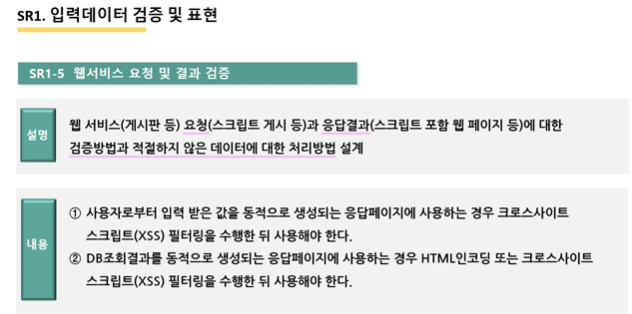 SR1. 입력데이터 검증 및 표현
SR1-5 웹서비스 요청 및 결과 검증
설명
웹 서비스(게시판 등) 요청(스크립트 게시 등)과 응답결과(스크립트 포함 웹 페이지 등)에 대한
검증방법과 적절하지 않은 데이터에 대한 처리방법 설계
내용
① 사용자로부터 입력 받은 값을 동적으로 생성되는 응답페이지에 사용하는 경우 크로스사이트
스크립트(XSS) 필터링을 수행한 뒤 사용해야 한다.
② DB조회결과를 동적으로 생성되는 응답페이지에 사용하는 경우 HTML인코딩 또는 크로스사이트
스크립트(XSS) 필터링을 수행한 뒤 사용해야 한다.